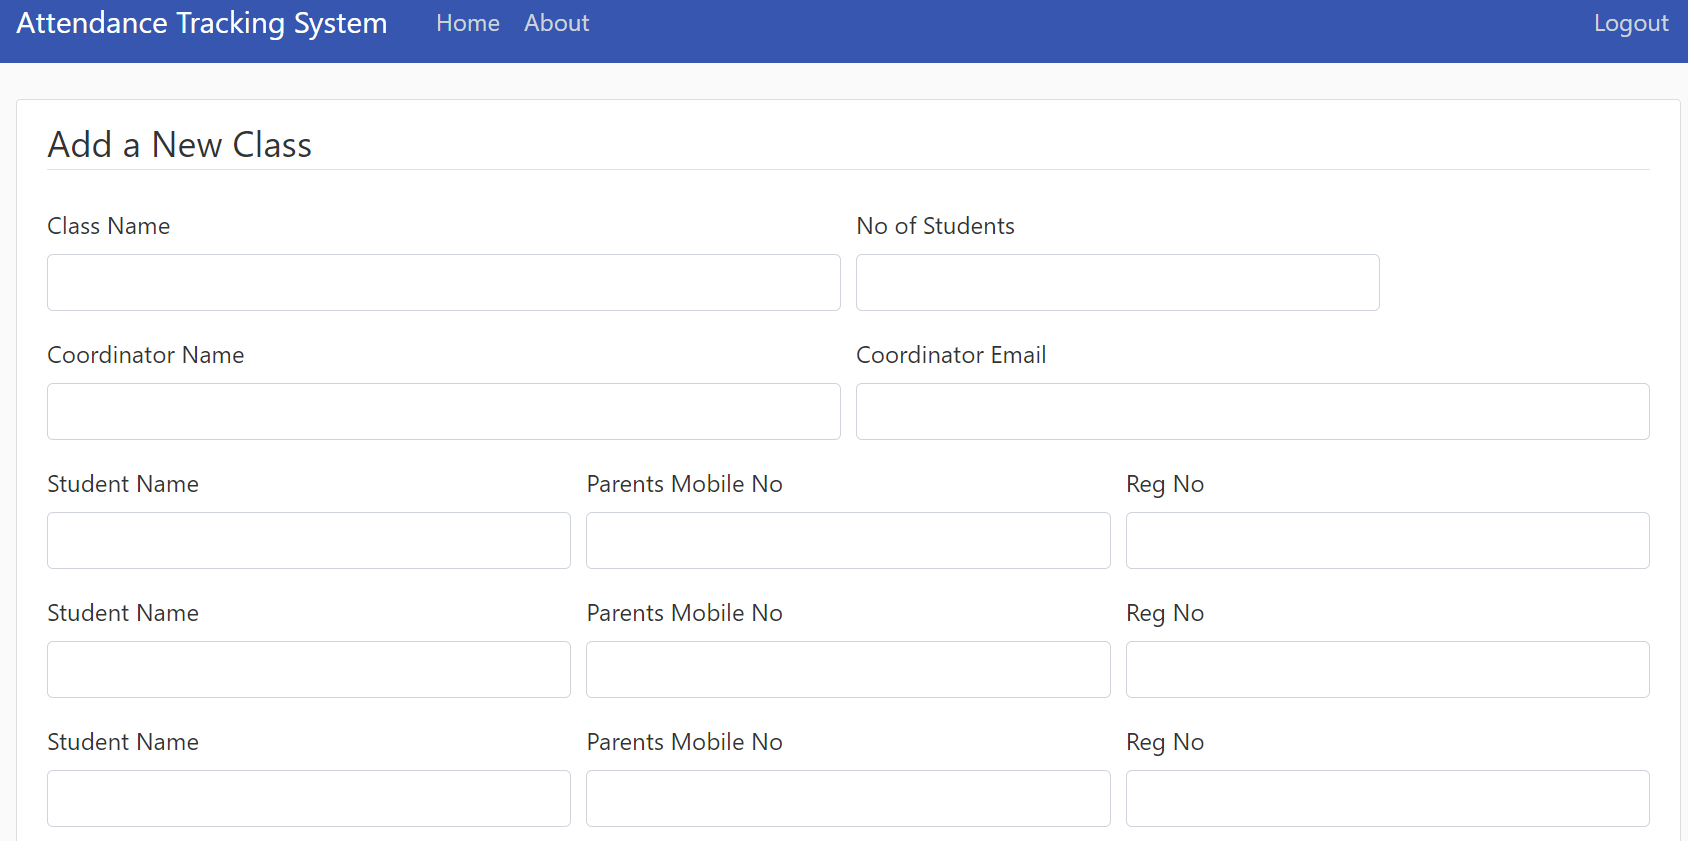 Attendance Tracking System Home About Logout
Add a New Class
Class Name No of Students
Coordinator Name Coordinator Email
Student Name Parents Mobile No Reg No
Student Name Parents Mobile No Reg No
Student Name Parents Mobile No Reg No